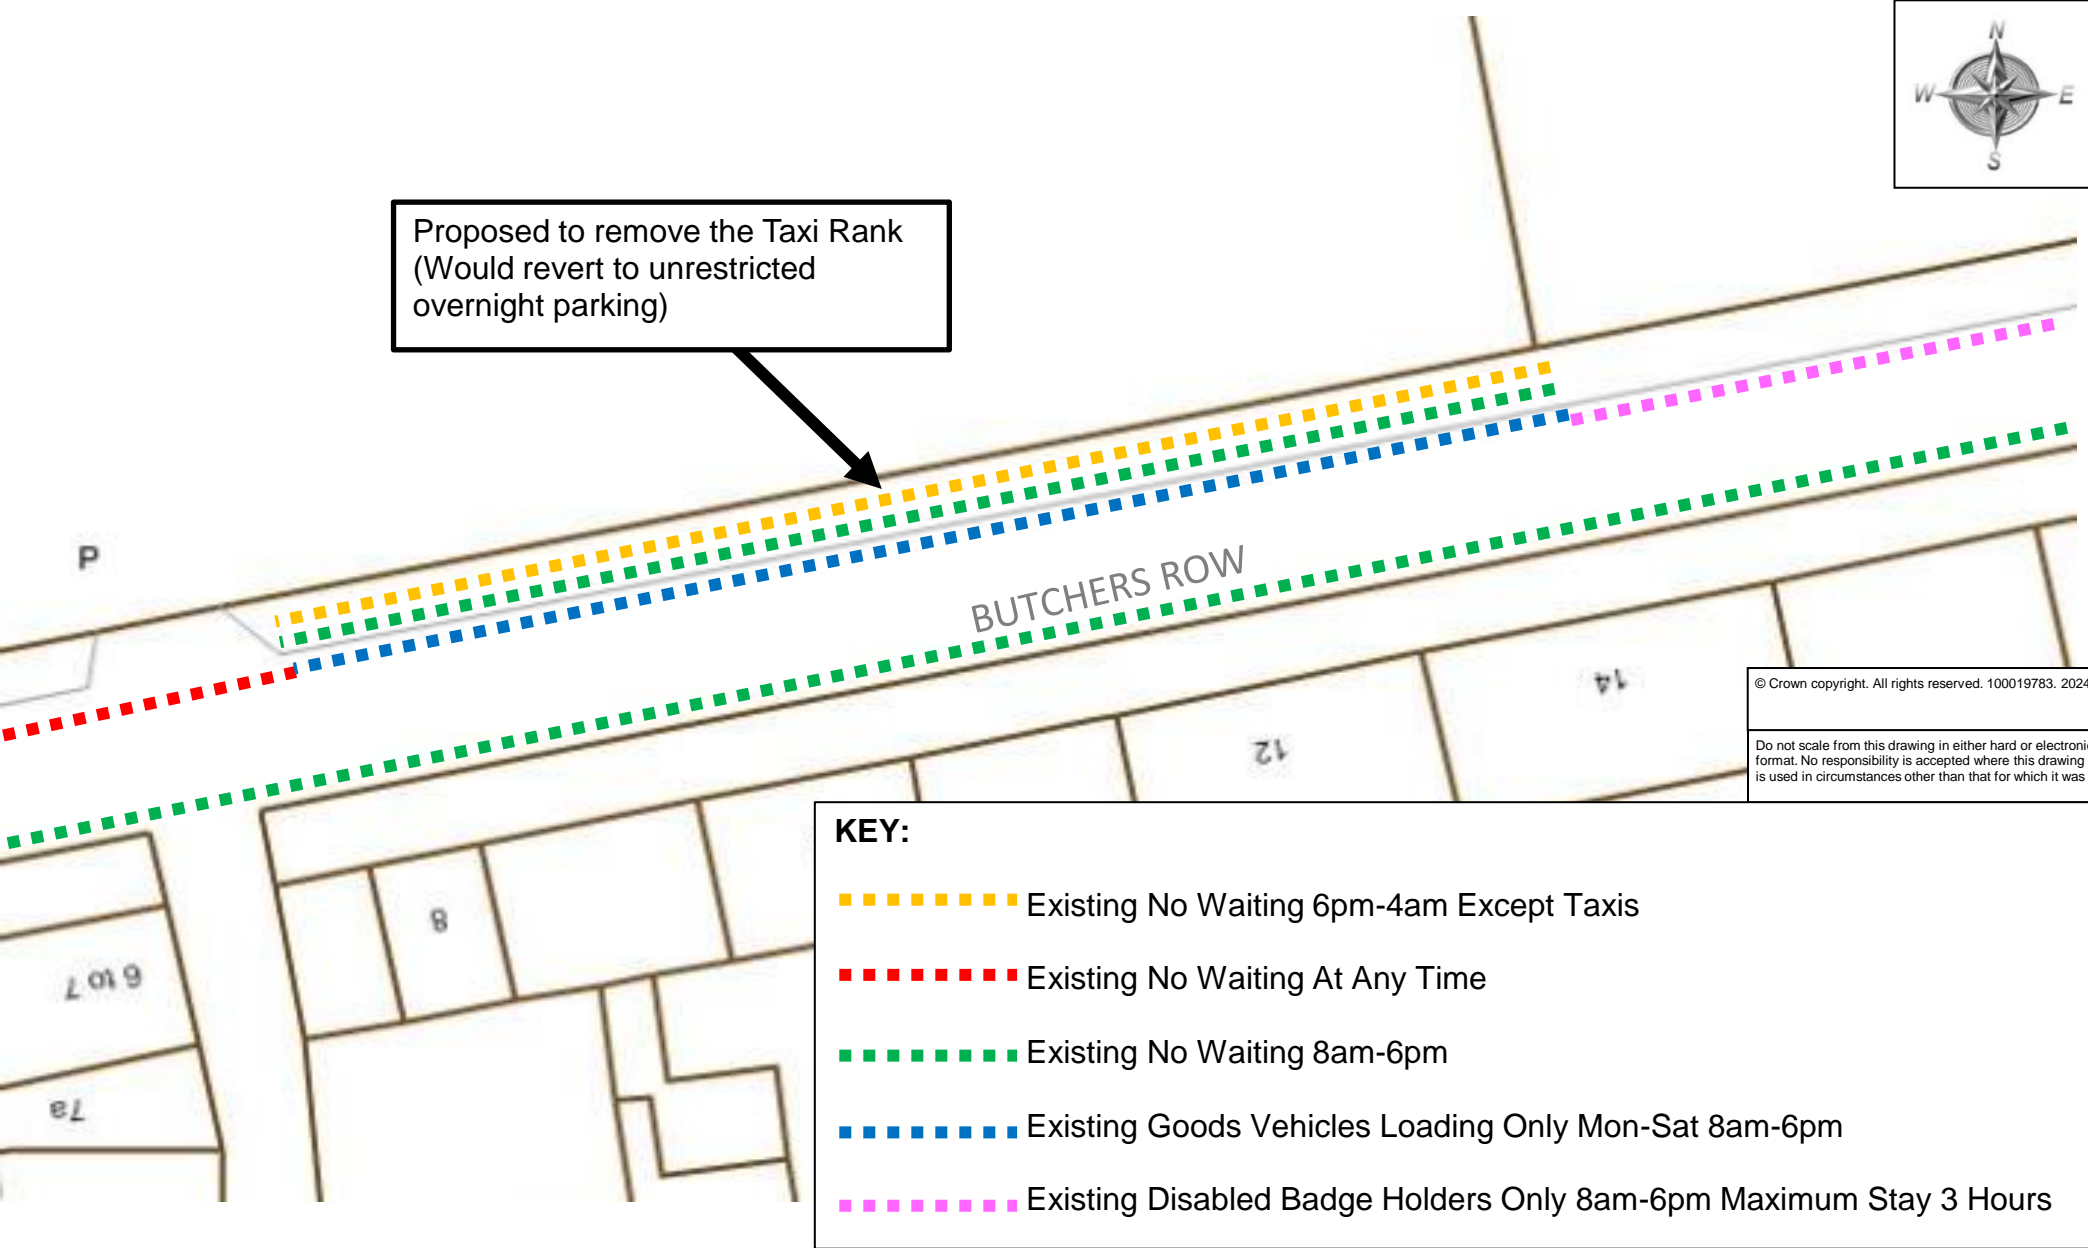 N
W E
S
Proposed to remove the Taxi Rank
(Would revert to unrestricted
overnight parking)
P
BUTCHERS ROW
14
12
8
6 to 7
7a
© Crown copyright. All rights reserved. 100019783. 2024
Do not scale from this drawing in either hard or electronic
format. No responsibility is accepted where this drawing
is used in circumstances other than that for which it was
KEY:
Existing No Waiting 6pm-4am Except Taxis
Existing No Waiting At Any Time
Existing No Waiting 8am-6pm
Existing Goods Vehicles Loading Only Mon-Sat 8am-6pm
Existing Disabled Badge Holders Only 8am-6pm Maximum Stay 3 Hours